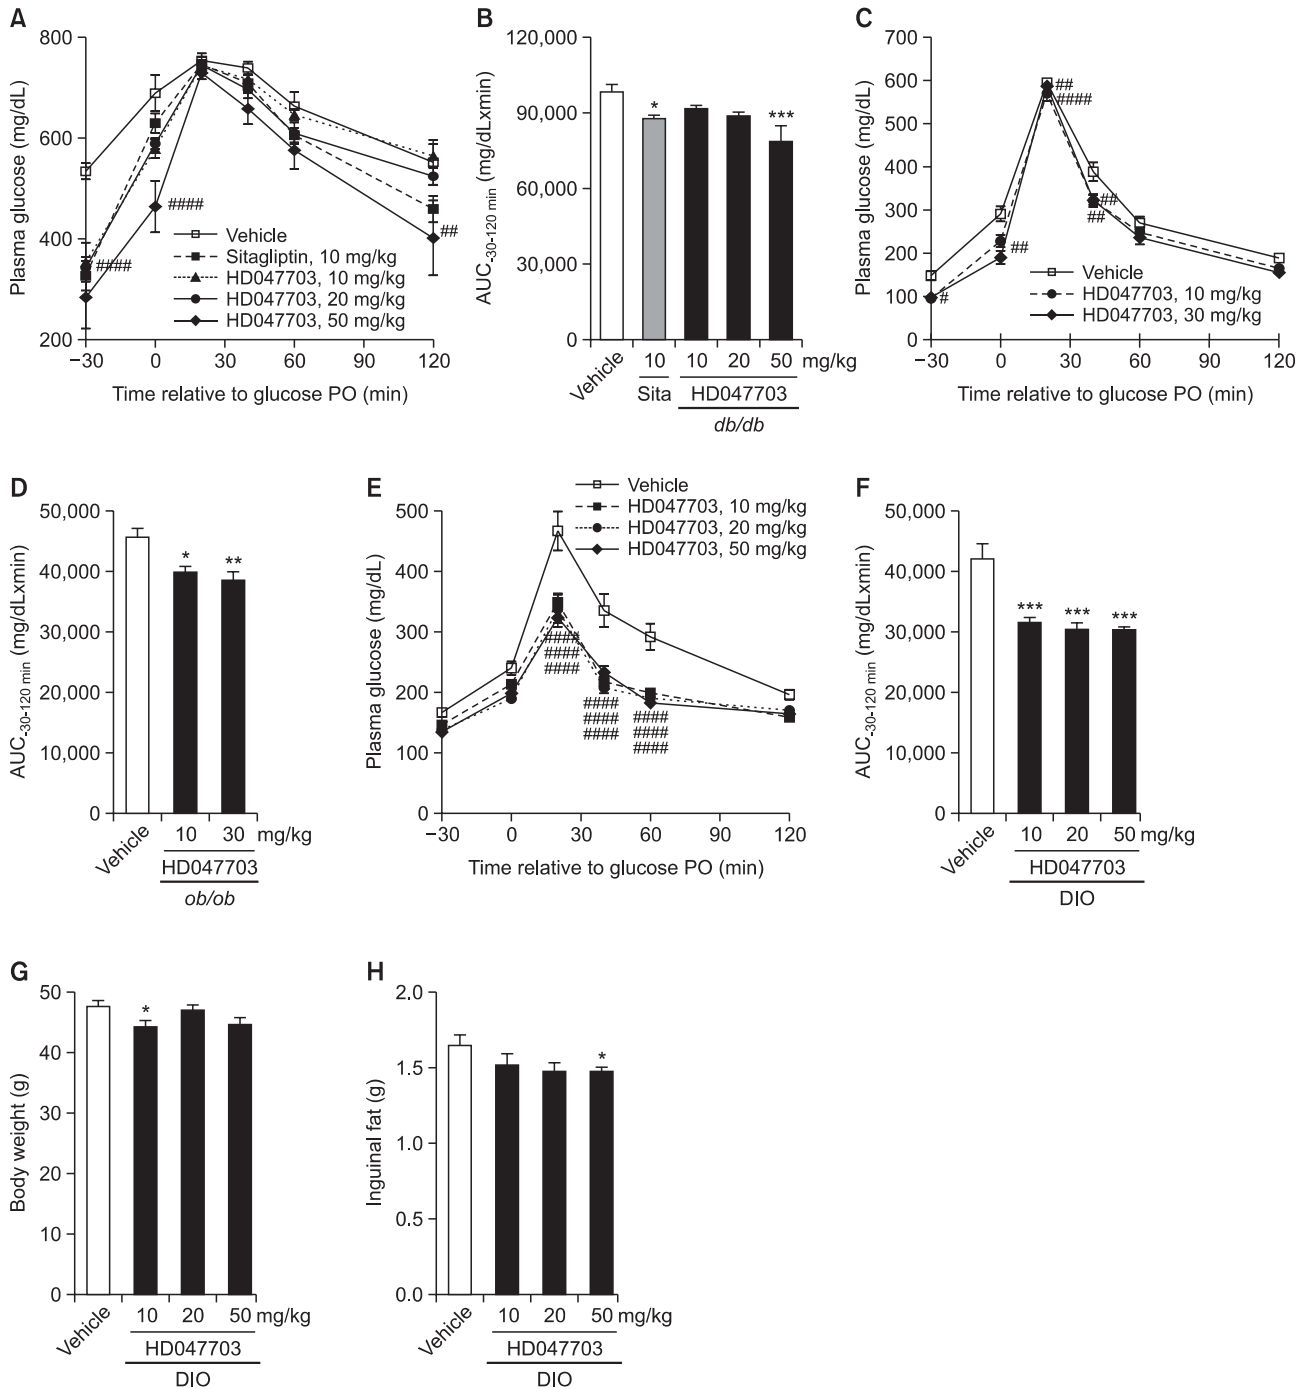 A
800
600
400
200
Plasma glucose (mg/dL)
####
####
##
Vehicle
Sitagliptin, 10 mg/kg
HD047703, 10 mg/kg
HD047703, 20 mg/kg
HD047703, 50 mg/kg
−30 0 30 60 90 120
Time relative to glucose PO (min)
B
120,000
90,000
60,000
30,000
0
AUC-30-120 min (mg/dLxmin)
* ***
Vehicle 10 10 20 50 mg/kg
Sita HD047703
db/db
C
700
600
500
400
300
200
100
0
Plasma glucose (mg/dL)
##
####
##
##
##
#
Vehicle
HD047703, 10 mg/kg
HD047703, 30 mg/kg
−30 0 30 60 90 120
Time relative to glucose PO (min)
D
50,000
40,000
30,000
20,000
10,000
0
AUC-30-120 min (mg/dLxmin)
* **
Vehicle 10 30 mg/kg
HD047703
ob/ob
E
Vehicle
HD047703, 10 mg/kg
HD047703, 20 mg/kg
HD047703, 50 mg/kg
500
400
300
200
100
0
Plasma glucose (mg/dL)
####
####
####
####
####
####
####
####
####
−30 0 30 60 90 120
Time relative to glucose PO (min)
F
50,000
40,000
30,000
20,000
10,000
0
AUC-30-120 min (mg/dLxmin)
*** *** ***
Vehicle 10 20 50 mg/kg
HD047703
DIO
G
50
40
30
20
10
0
Body weight (g)
*
Vehicle 10 20 50 mg/kg
HD047703
DIO
H
2.0
1.5
1.0
0.5
0.0
Inguinal fat (g)
*
Vehicle 10 20 50 mg/kg
HD047703
DIO